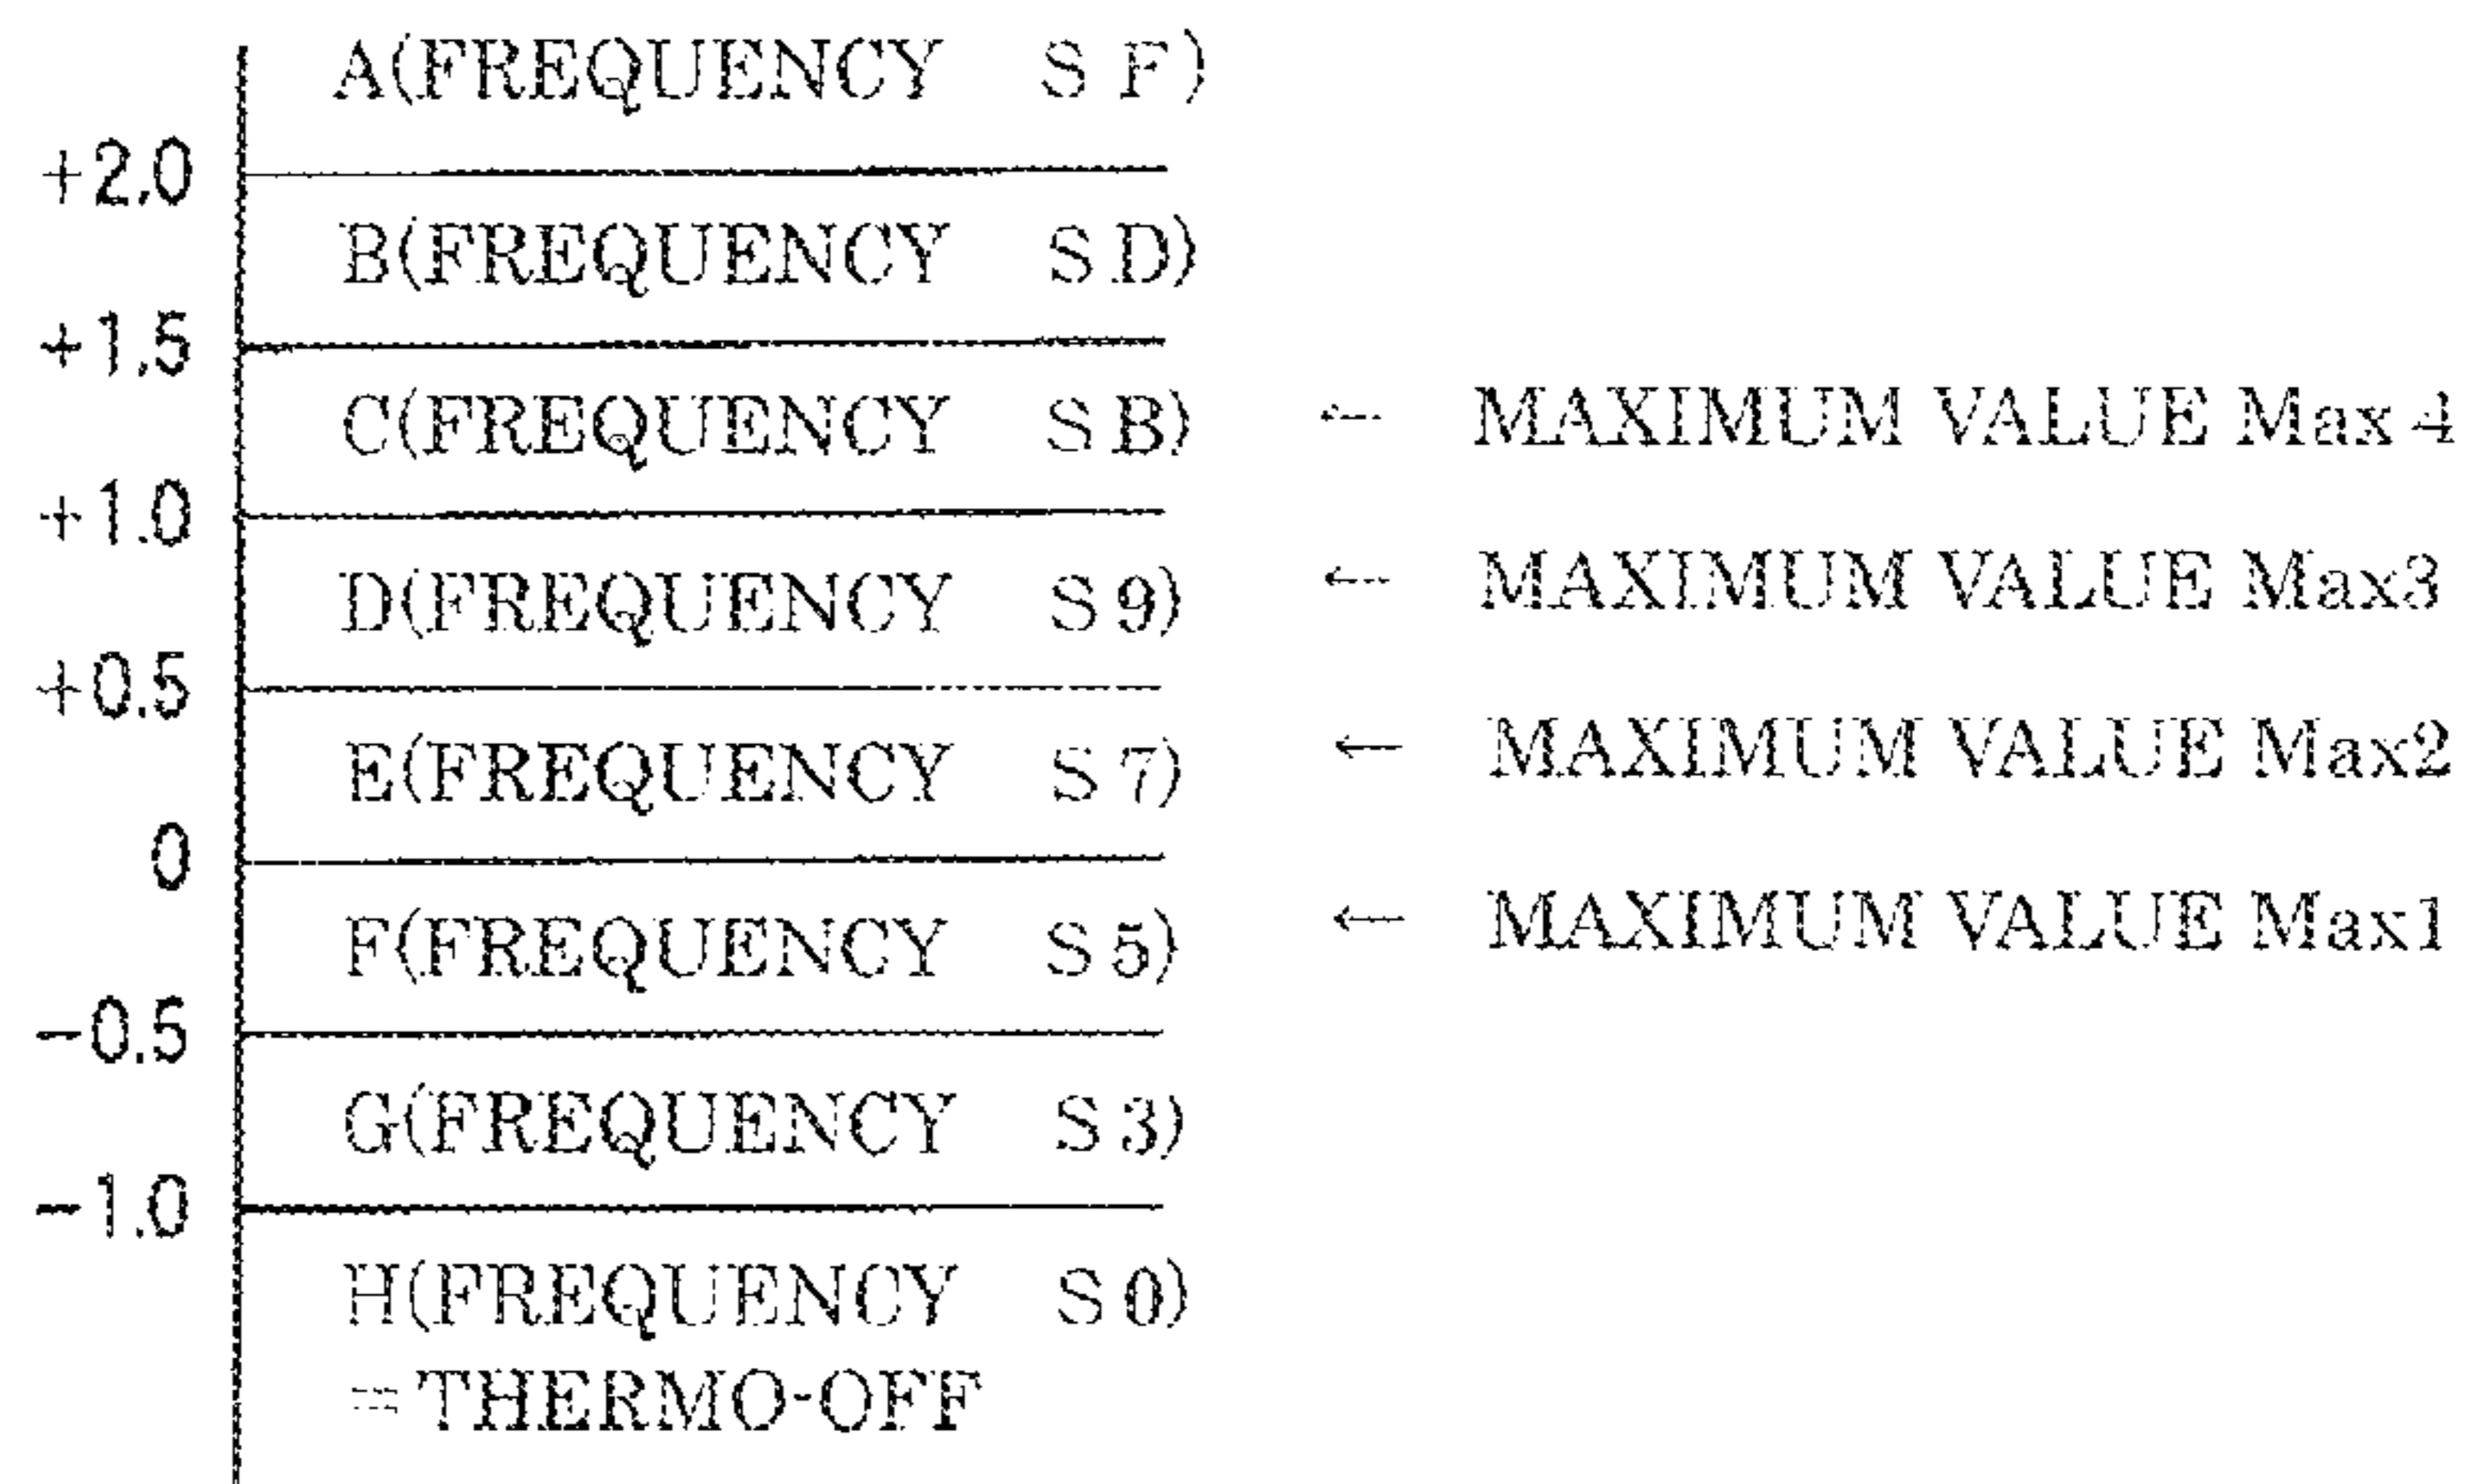 A(FREQUENCY SF)
+2.0
B(FREQUENCY SD)
+1.5
C(FREQUENCY SB) ← MAXIMUM VALUE Max4
+1.0
D(FREQUENCY S9) ← MAXIMUM VALUE Max3
+0.5
E(FREQUENCY S7) ← MAXIMUM VALUE Max2
0
F(FREQUENCY S5) ← MAXIMUM VALUE Max1
-0.5
G(FREQUENCY S3)
-1.0
H(FREQUENCY S0)
=THERMO-OFF